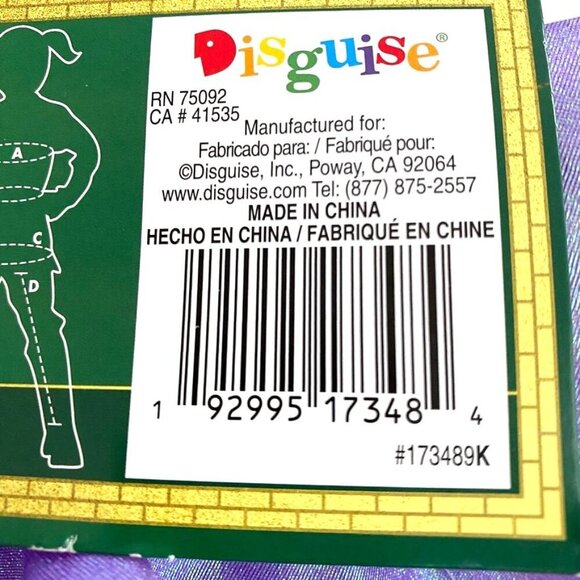 Disguise®
RN 75092
CA # 41535
Manufactured for:
Fabricado para: / Fabriqué pour:
©Disguise, Inc., Poway, CA 92064
www.disguise.com Tel: (877) 875-2557
MADE IN CHINA
HECHO EN CHINA / FABRIQUÉ EN CHINE
1 92995 17348 4
#173489K
A
C
D